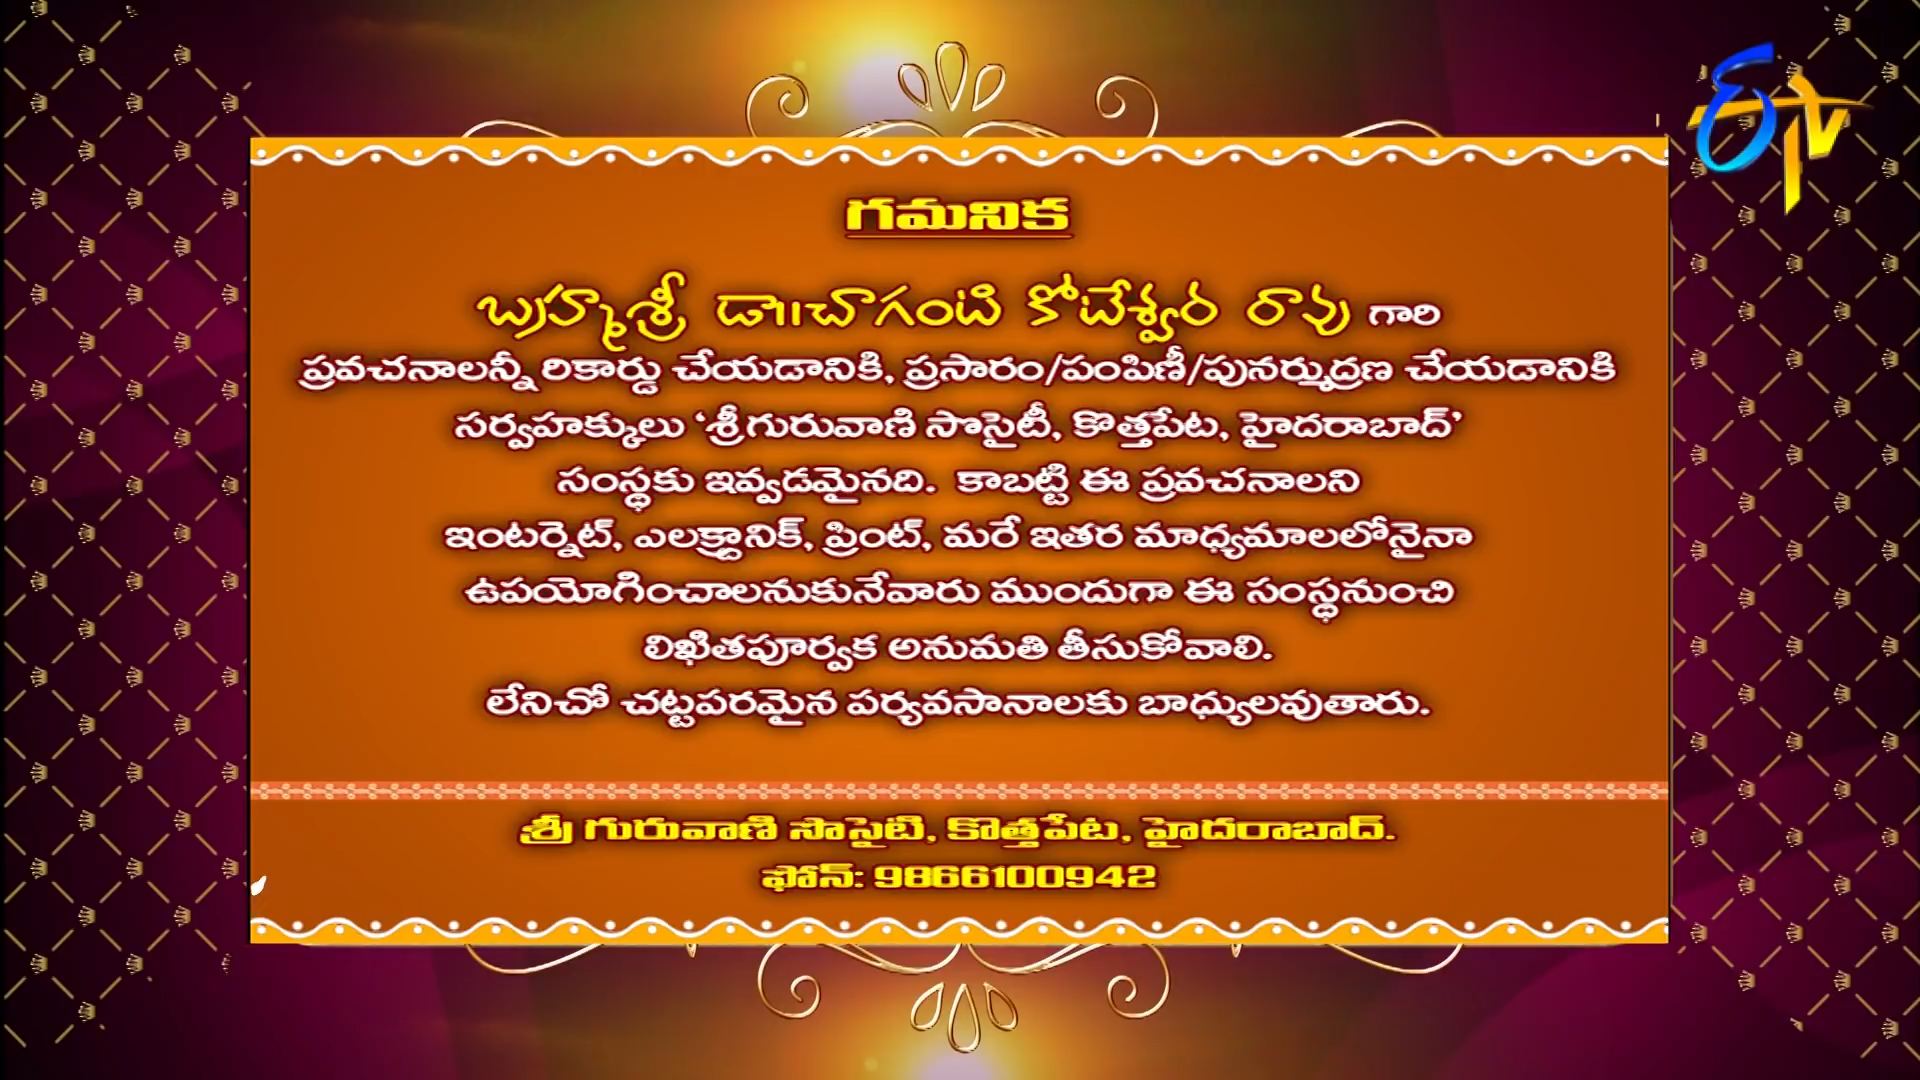 ETV
గమనిక
బ్రహ్మశ్రీ డా॥చాగంటి కోటేశ్వర రావు గారి
ప్రవచనాలన్నీ రికార్డు చేయడానికి, ప్రసారం/పంపిణీ/పునర్ముద్రణ చేయడానికి
సర్వహక్కులు ‘శ్రీగురువాణి సొసైటీ, కొత్తపేట, హైదరాబాద్’
సంస్థకు ఇవ్వడమైనది. కాబట్టి ఈ ప్రవచనాలని
ఇంటర్నెట్, ఎలక్ట్రానిక్, ప్రింట్, మరే ఇతర మాధ్యమాలలోనైనా
ఉపయోగించాలనుకునేవారు ముందుగా ఈ సంస్థనుంచి
లిఖితపూర్వక అనుమతి తీసుకోవాలి.
లేనిచో చట్టపరమైన పర్యవసానాలకు బాధ్యులవుతారు.
శ్రీ గురువాణి సొసైటి, కొత్తపేట, హైదరాబాద్.
ఫోన్: 9866100942